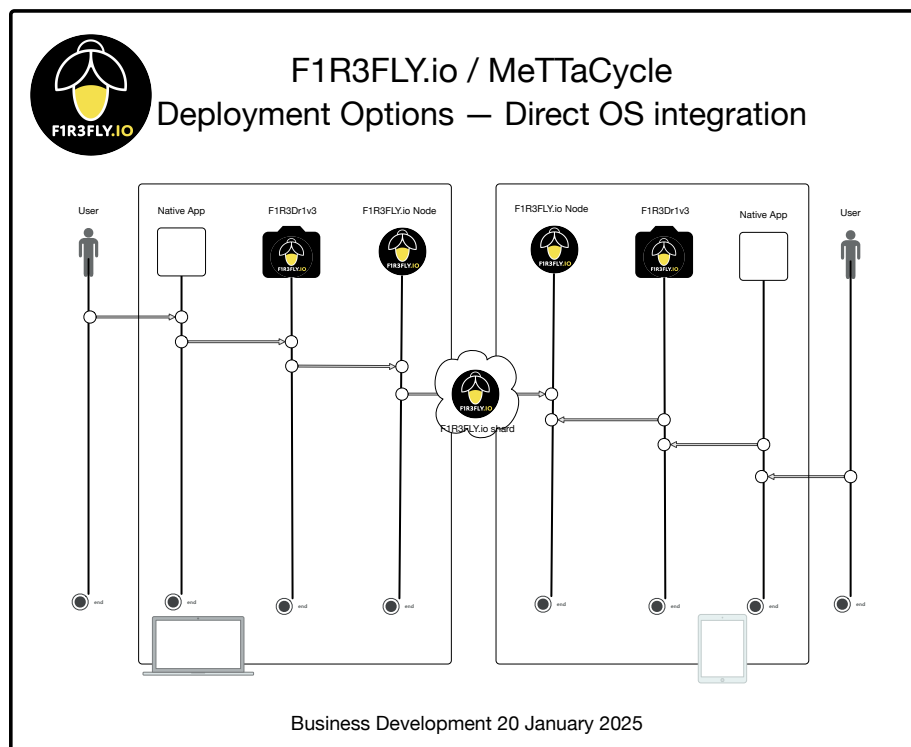 F1R3FLY.IO
F1R3FLY.io / MeTTaCycle
Deployment Options — Direct OS integration
User
Native App
F1R3Dr1v3
F1R3FLY.io Node
F1R3FLY.io Node
F1R3Dr1v3
Native App
User
F1R3FLY.IO
F1R3FLY.IO
F1R3FLY.IO
F1R3FLY.IO
F1R3FLY.IO
F1R3FLY.io shard
end
end
end
end
end
end
end
end
Business Development 20 January 2025